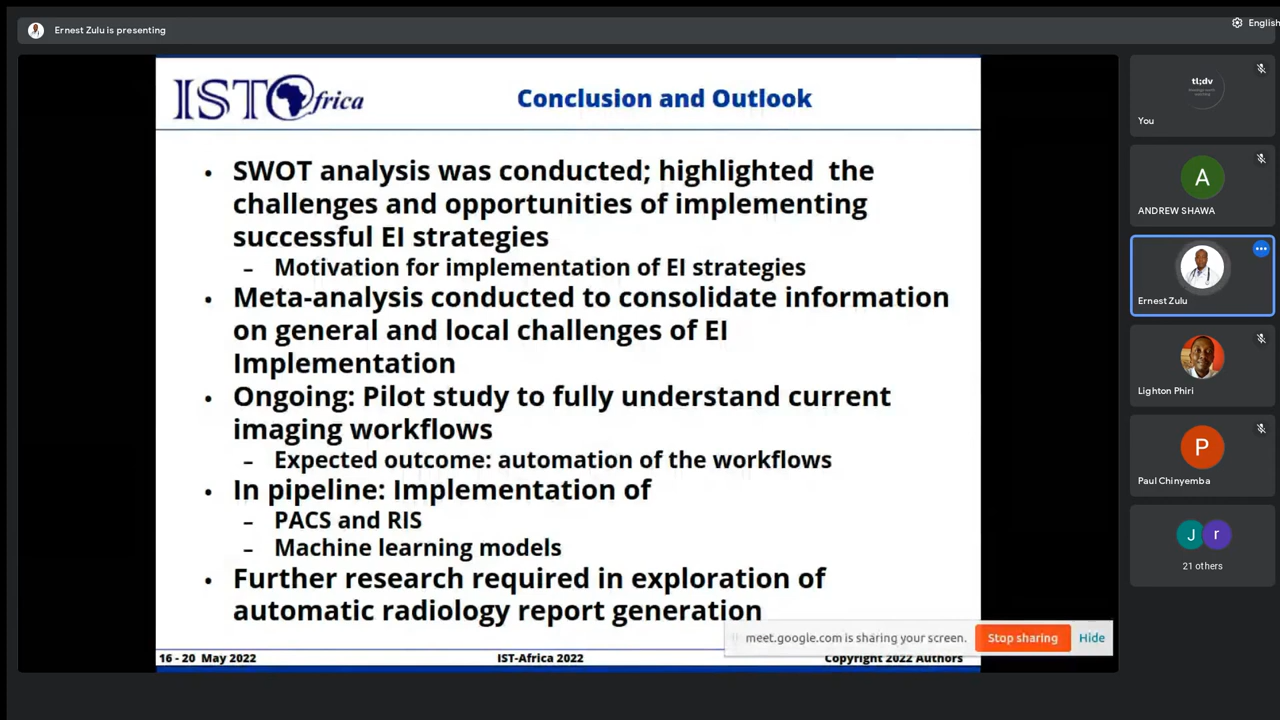 Ernest Zulu is presenting
English
IST Africa
Conclusion and Outlook
• SWOT analysis was conducted; highlighted the
challenges and opportunities of implementing
successful EI strategies
– Motivation for implementation of EI strategies
• Meta-analysis conducted to consolidate information
on general and local challenges of EI
Implementation
• Ongoing: Pilot study to fully understand current
imaging workflows
– Expected outcome: automation of the workflows
• In pipeline: Implementation of
– PACS and RIS
– Machine learning models
• Further research required in exploration of
automatic radiology report generation
meet.google.com is sharing your screen.
Stop sharing
Hide
16 - 20 May 2022
IST-Africa 2022
Copyright 2022 Authors
tl;dv
You
A
ANDREW SHAWA
Ernest Zulu
Lighton Phiri
P
Paul Chinyemba
J r
21 others